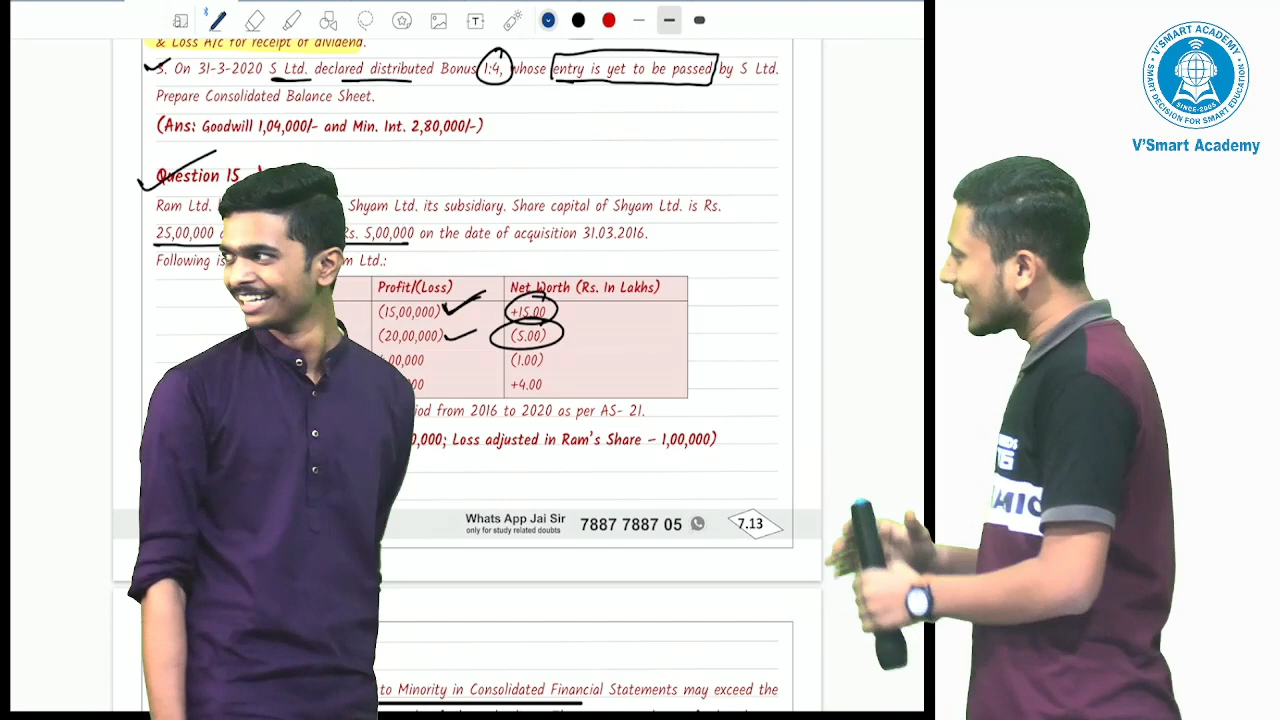 & Loss A/c for receipt of dividend.
3. On 31-3-2020 S Ltd. declared distributed Bonus 1:4, whose entry is yet to be passed by S Ltd.
Prepare Consolidated Balance Sheet.
(Ans: Goodwill 1,04,000/- and Min. Int. 2,80,000/-)
Question 15
Ram Ltd. Shyam Ltd. its subsidiary. Share capital of Shyam Ltd. is Rs.
25,00,000 Rs. 5,00,000 on the date of acquisition 31.03.2016.
Following is Ltd.:
Profit/(Loss) Net Worth (Rs. In Lakhs)
(15,00,000) +15.00
(20,00,000) (5.00)
(1.00)
+4.00
from 2016 to 2020 as per AS- 21.
Loss adjusted in Ram's Share – 1,00,000)
Whats App Jai Sir
only for study related doubts
7887 7887 05
7.13
to Minority in Consolidated Financial Statements may exceed the
V'SMART ACADEMY
SMART DECISION FOR SMART EDUCATION
SINCE-2005
V'Smart Academy